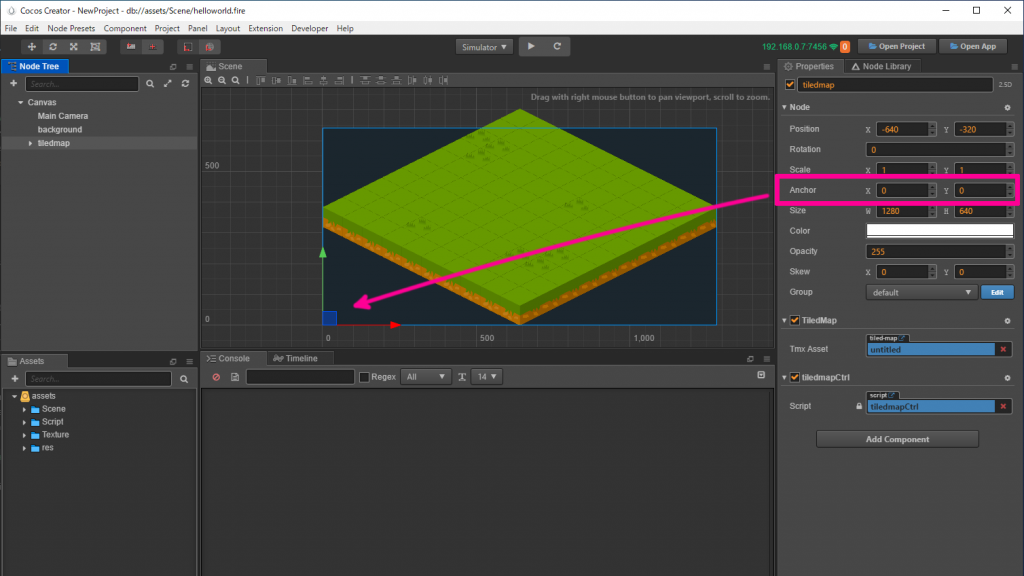 Cocos Creator - NewProject - db://assets/Scene/helloworld.fire
File Edit Node Presets Component Project Panel Layout Extension Developer Help
Simulator
192.168.0.7:7456 0 Open Project Open App
Node Tree
Search...
Canvas
Main Camera
background
tiledmap
Scene
Drag with right mouse button to pan viewport, scroll to zoom.
500
0
0 500 1,000
Assets
Search...
assets
Scene
Script
Texture
res
Console Timeline
Regex All 14
Properties Node Library
tiledmap 2.5D
Node
Position X -640 Y -320
Rotation 0
Scale X 1 Y 1
Anchor X 0 Y 0
Size W 1280 H 640
Color
Opacity 255
Skew X 0 Y 0
Group default Edit
TiledMap
tiled-map
Tmx Asset untitled
tiledmapCtrl
script
Script tiledmapCtrl
Add Component